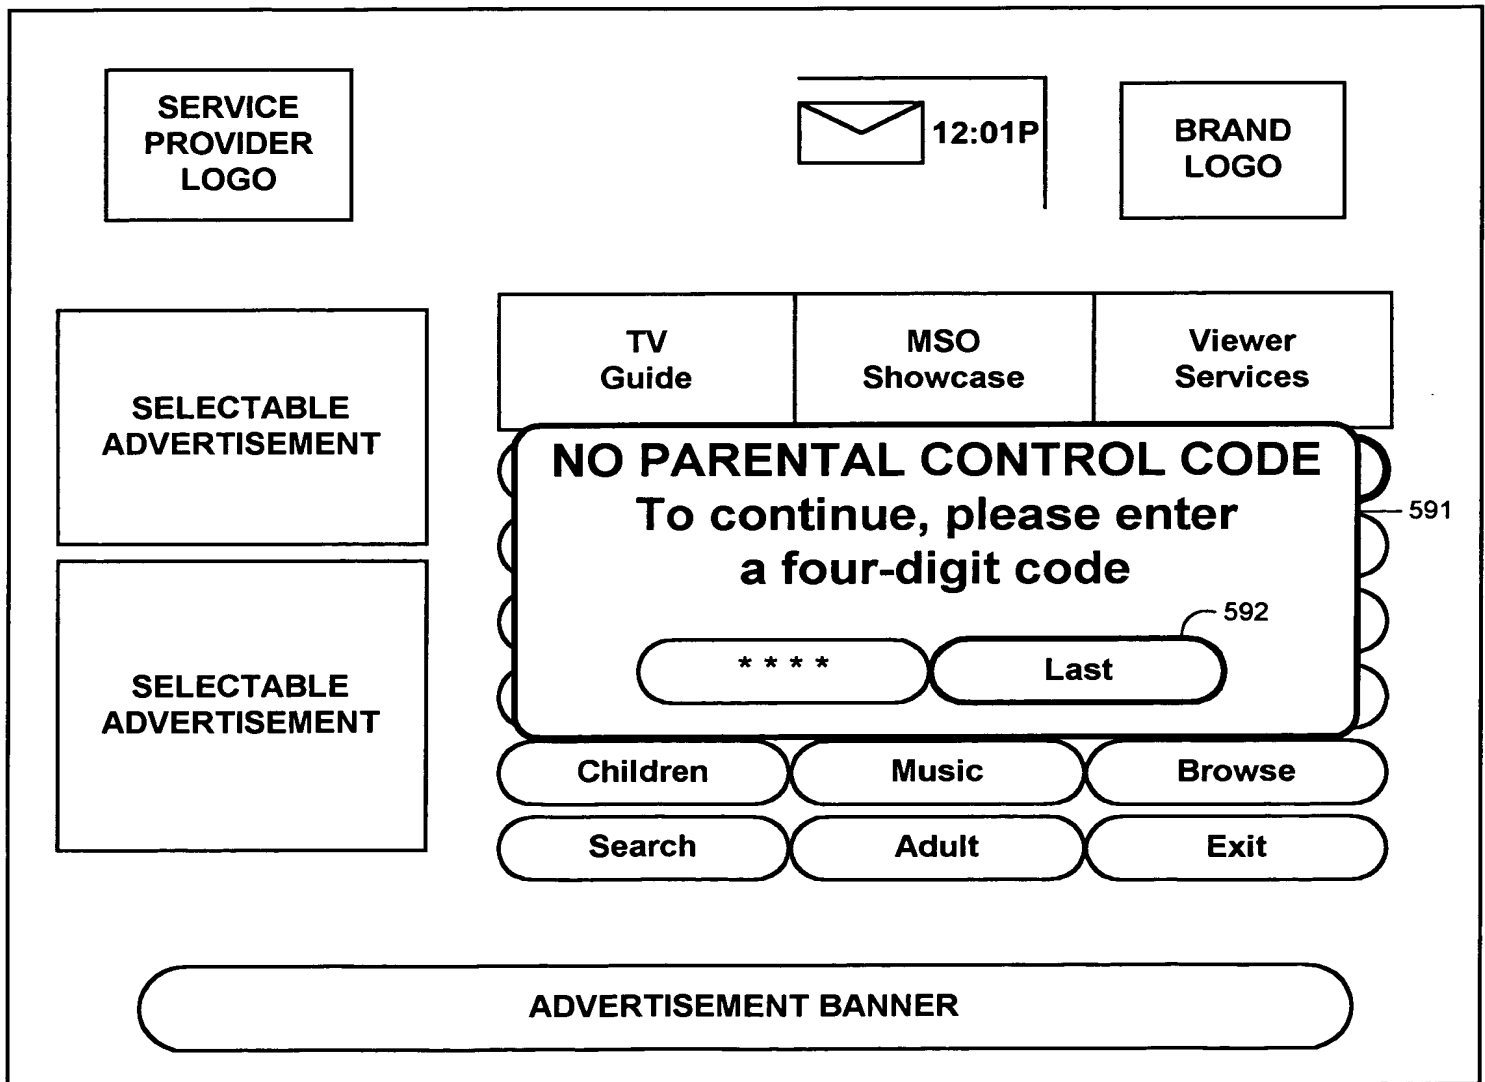 SERVICE
PROVIDER
LOGO
12:01P
BRAND
LOGO
TV
Guide
MSO
Showcase
Viewer
Services
SELECTABLE
ADVERTISEMENT
NO PARENTAL CONTROL CODE
To continue, please enter
a four-digit code
591
592
* * * *
Last
SELECTABLE
ADVERTISEMENT
Children
Music
Browse
Search
Adult
Exit
ADVERTISEMENT BANNER